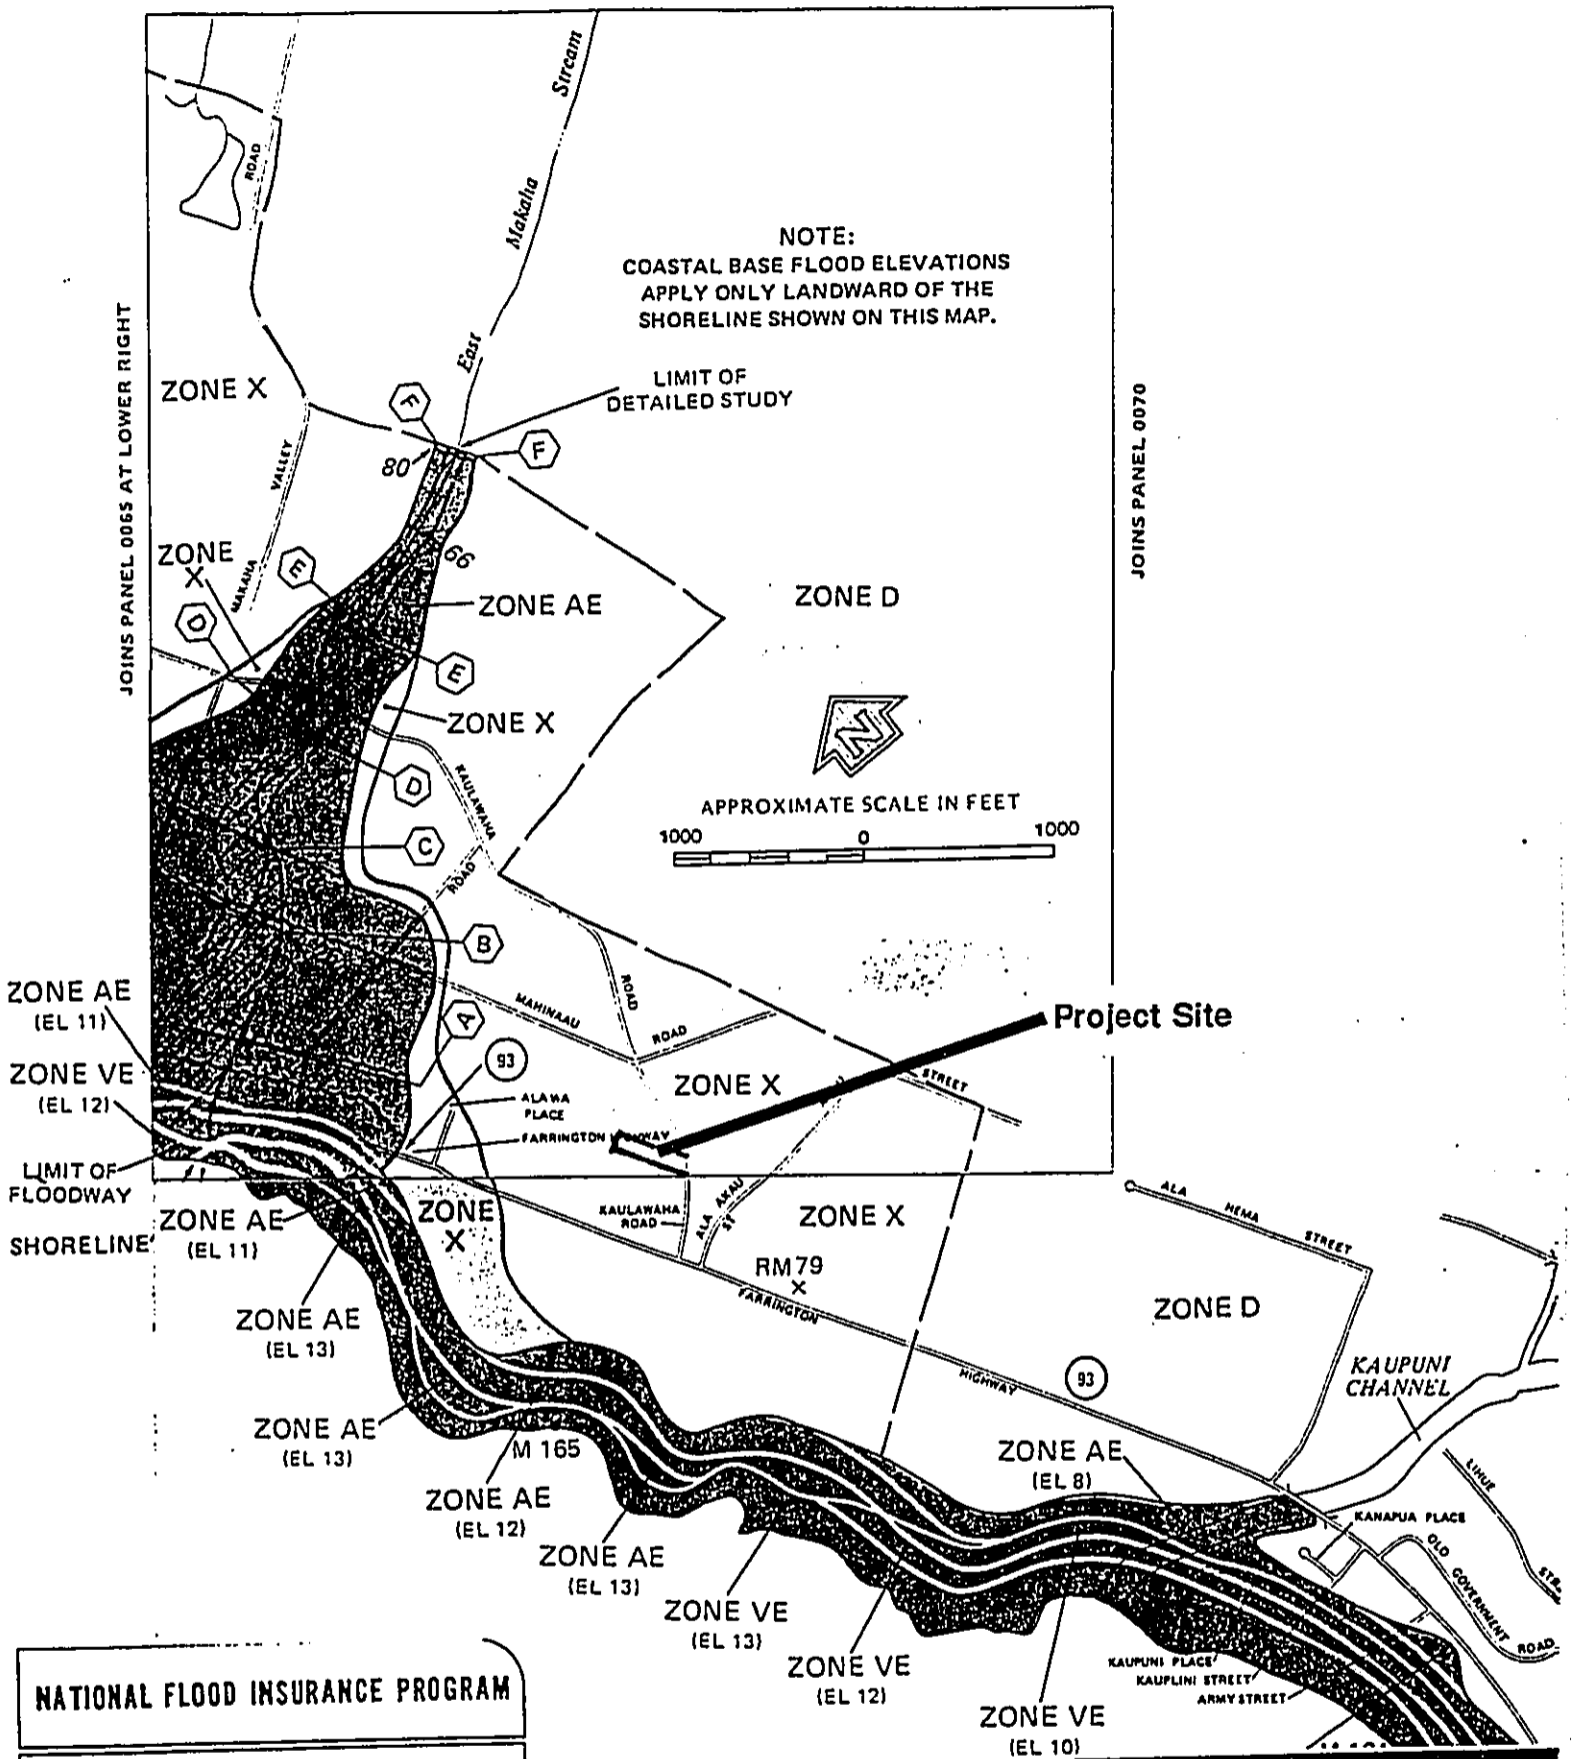 Stream
Makaha
East
ROAD
NOTE:
COASTAL BASE FLOOD ELEVATIONS
APPLY ONLY LANDWARD OF THE
SHORELINE SHOWN ON THIS MAP.
JOINS PANEL 0065 AT LOWER RIGHT
JOINS PANEL 0070
ZONE X
LIMIT OF
DETAILED STUDY
F
F
80
VALLEY
MAKAHA
66
ZONE
X
E
D
ZONE AE
ZONE D
E
ZONE X
N
D
KAULAWAHA
ROAD
C
APPROXIMATE SCALE IN FEET
1000 0 1000
B
ZONE AE
(EL 11)
MAHINAAU
ROAD
ROAD
A
Project Site
93
ZONE VE
(EL 12)
ZONE X
STREET
ALAWA
PLACE
FARRINGTON HIGHWAY
LIMIT OF
FLOODWAY
SHORELINE
ZONE AE
(EL 11)
ZONE
X
KAULAWAHA
ROAD
ALA AKAU
ST
ZONE X
ALA
HEMA
STREET
RM 79
X
FARRINGTON
HIGHWAY
ZONE D
ZONE AE
(EL 13)
93
KAUPUNI
CHANNEL
ZONE AE
(EL 13)
M 165
ZONE AE
(EL 12)
ZONE AE
(EL 8)
LIHUE
KANAPUA PLACE
OLD
GOVERNMENT
ROAD
ZONE AE
(EL 13)
ZONE VE
(EL 13)
ZONE VE
(EL 12)
KAUPUNI PLACE
KAUPUNI STREET
ARMY STREET
ZONE VE
(EL 10)
NATIONAL FLOOD INSURANCE PROGRAM